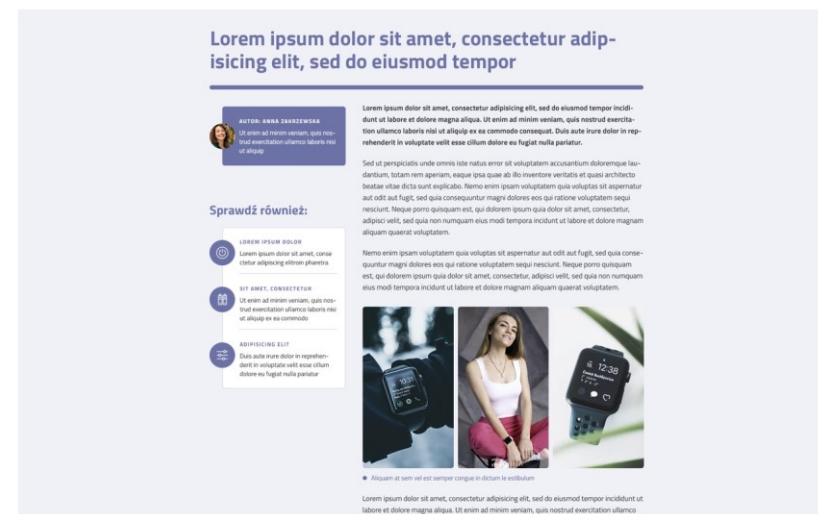 Lorem ipsum dolor sit amet, consectetur adip-
isicing elit, sed do eiusmod tempor
AUTOR: ANNA ZAKRZEWSKA
Ut enim ad minim veniam, quis nos-
trud exercitation ullamco laboris nisi
ut aliquip
Sprawdź również:
LOREM IPSUM DOLOR
Lorem ipsum dolor sit amet, conse
ctetur adipiscing elitroin pharetra
SIT AMET, CONSECTETUR
Ut enim ad minim veniam, quis nos-
trud exercitation ullamco laboris nisi
ut aliquip ex ea commodo
ADIPISICING ELIT
Duis aute irure dolor in reprehen-
derit in voluptate velit esse cillum
dolore eu fugiat nulla pariatur
Lorem ipsum dolor sit amet, consectetur adipisicing elit, sed do eiusmod tempor incidi-
dunt ut labore et dolore magna aliqua. Ut enim ad minim veniam, quis nostrud exercita-
tion ullamco laboris nisi ut aliquip ex ea commodo consequat. Duis aute irure dolor in rep-
rehenderit in voluptate velit esse cillum dolore eu fugiat nulla pariatur.
Sed ut perspiciatis unde omnis iste natus error sit voluptatem accusantium doloremque lau-
dantium, totam rem aperiam, eaque ipsa quae ab illo inventore veritatis et quasi architecto
beatae vitae dicta sunt explicabo. Nemo enim ipsam voluptatem quia voluptas sit aspernatur
aut odit aut fugit, sed quia consequuntur magni dolores eos qui ratione voluptatem sequi
nesciunt. Neque porro quisquam est, qui dolorem ipsum quia dolor sit amet, consectetur,
adipisci velit, sed quia non numquam eius modi tempora incidunt ut labore et dolore magnam
aliquam quaerat voluptatem.
Nemo enim ipsam voluptatem quia voluptas sit aspernatur aut odit aut fugit, sed quia conse-
quuntur magni dolores eos qui ratione voluptatem sequi nesciunt. Neque porro quisquam
est, qui dolorem ipsum quia dolor sit amet, consectetur, adipisci velit, sed quia non numquam
eius modi tempora incidunt ut labore et dolore magnam aliquam quaerat voluptatem.
10:31
12:38
Aliquam at sem vel est semper congue in dictum le estibulum
Lorem ipsum dolor sit amet, consectetur adipisicing elit, sed do eiusmod tempor incididunt ut
labore et dolore magna aliqua. Ut enim ad minim veniam, quis nostrud exercitation ullamco